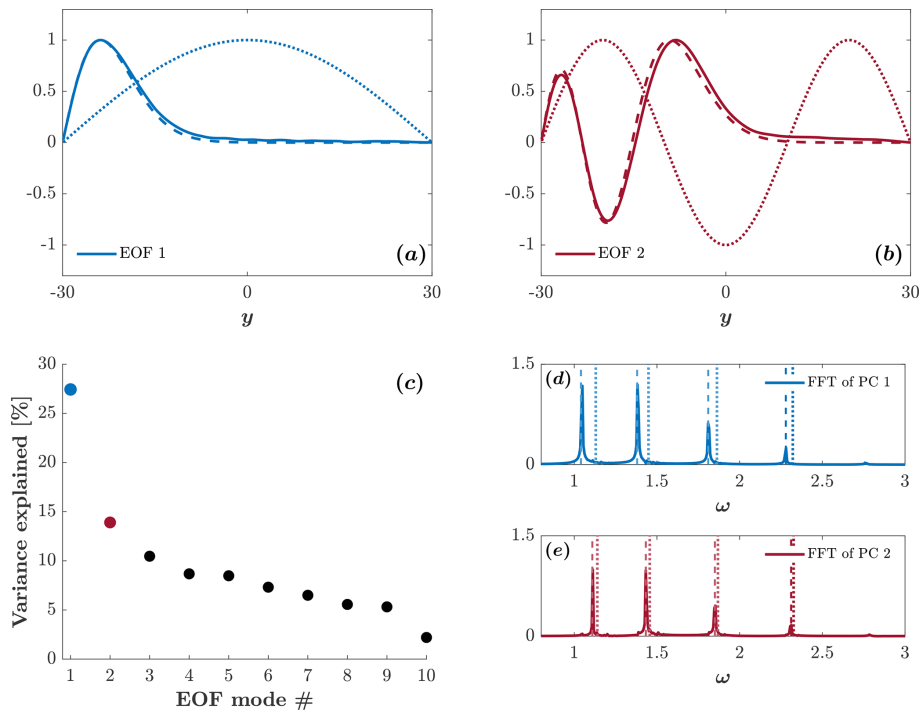 1
0.5
0
-0.5
-1
EOF 1
(a)
-30
0
30
y
1
0.5
0
-0.5
-1
EOF 2
(b)
-30
0
30
y
30
25
20
15
10
5
0
Variance explained [%]
(c)
1 2 3 4 5 6 7 8 9 10
EOF mode #
1.5
0
(d)
FFT of PC 1
1 1.5 2 2.5 3
ω
1.5
0
(e)
FFT of PC 2
1 1.5 2 2.5 3
ω